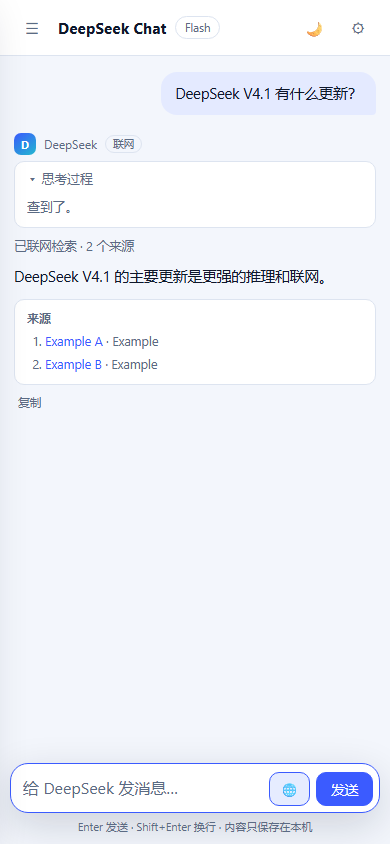 DeepSeek Chat Flash
DeepSeek V4.1 有什么更新?
D DeepSeek 联网
思考过程
查到了。
已联网检索 · 2 个来源
DeepSeek V4.1 的主要更新是更强的推理和联网。
来源
1. Example A · Example
2. Example B · Example
复制
给 DeepSeek 发消息... 发送
Enter 发送 · Shift+Enter 换行 · 内容只保存在本机